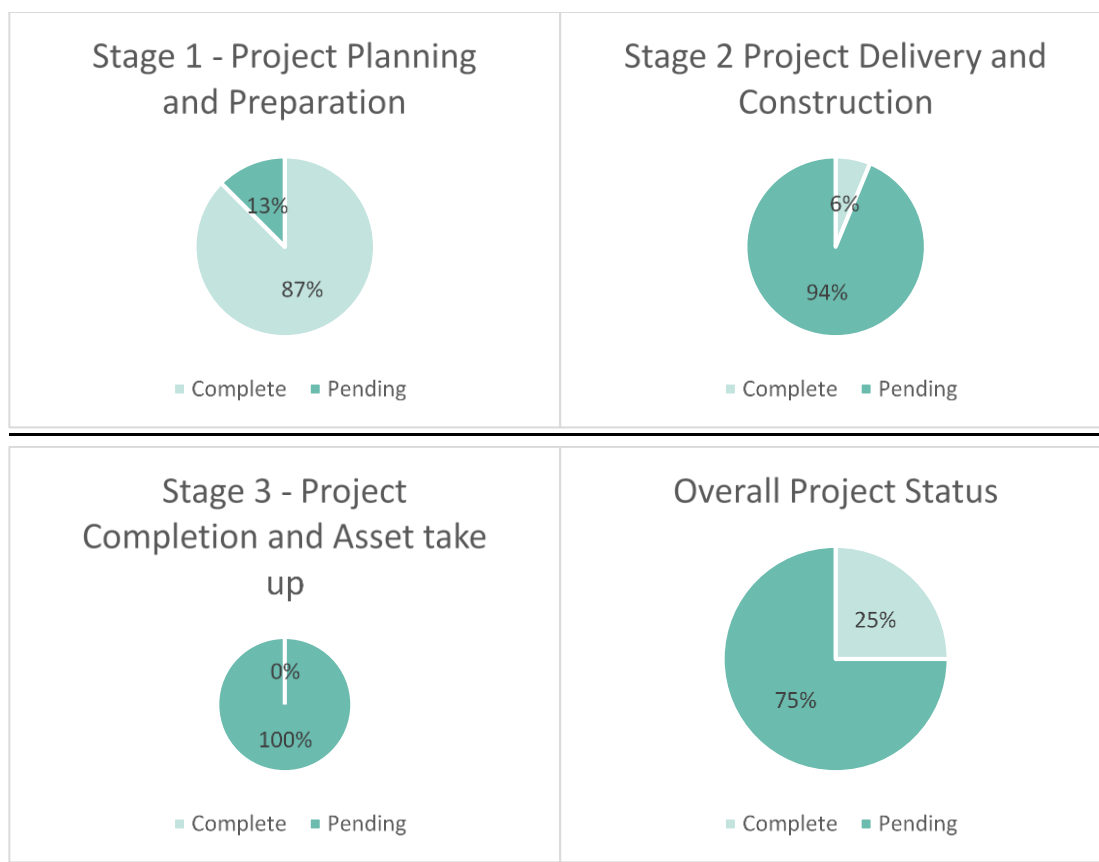 Stage 1 - Project Planning
and Preparation
13%
87%
Complete Pending
Stage 2 Project Delivery and
Construction
6%
94%
Complete Pending
Stage 3 - Project
Completion and Asset take
up
0%
100%
Complete Pending
Overall Project Status
25%
75%
Complete Pending